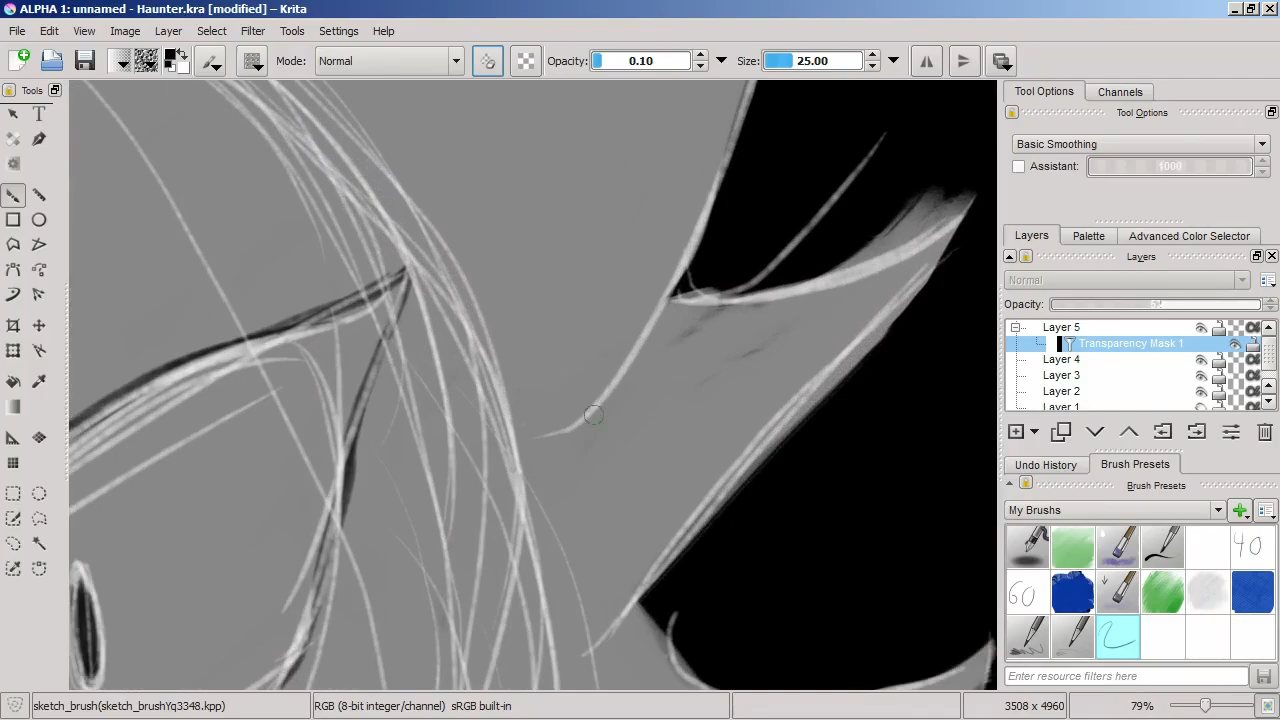 ALPHA 1: unnamed - Haunter.kra [modified] – Krita
File Edit View Image Layer Select Filter Tools Settings Help
Mode: Normal Opacity: 0.10 Size: 25.00
Tools
Tool Options Channels
Tool Options
Basic Smoothing
Assistant: 1000
Layers Palette Advanced Color Selector
Layers
Normal
Opacity:
Layer 5
Transparency Mask 1
Layer 4
Layer 3
Layer 2
Layer 1
Undo History Brush Presets
Brush Presets
My Brushes
40
60
Enter resource filters here
sketch_brush(sketch_brushYq3348.kpp) RGB (8-bit integer/channel) sRGB built-in 3508 x 4960 79%